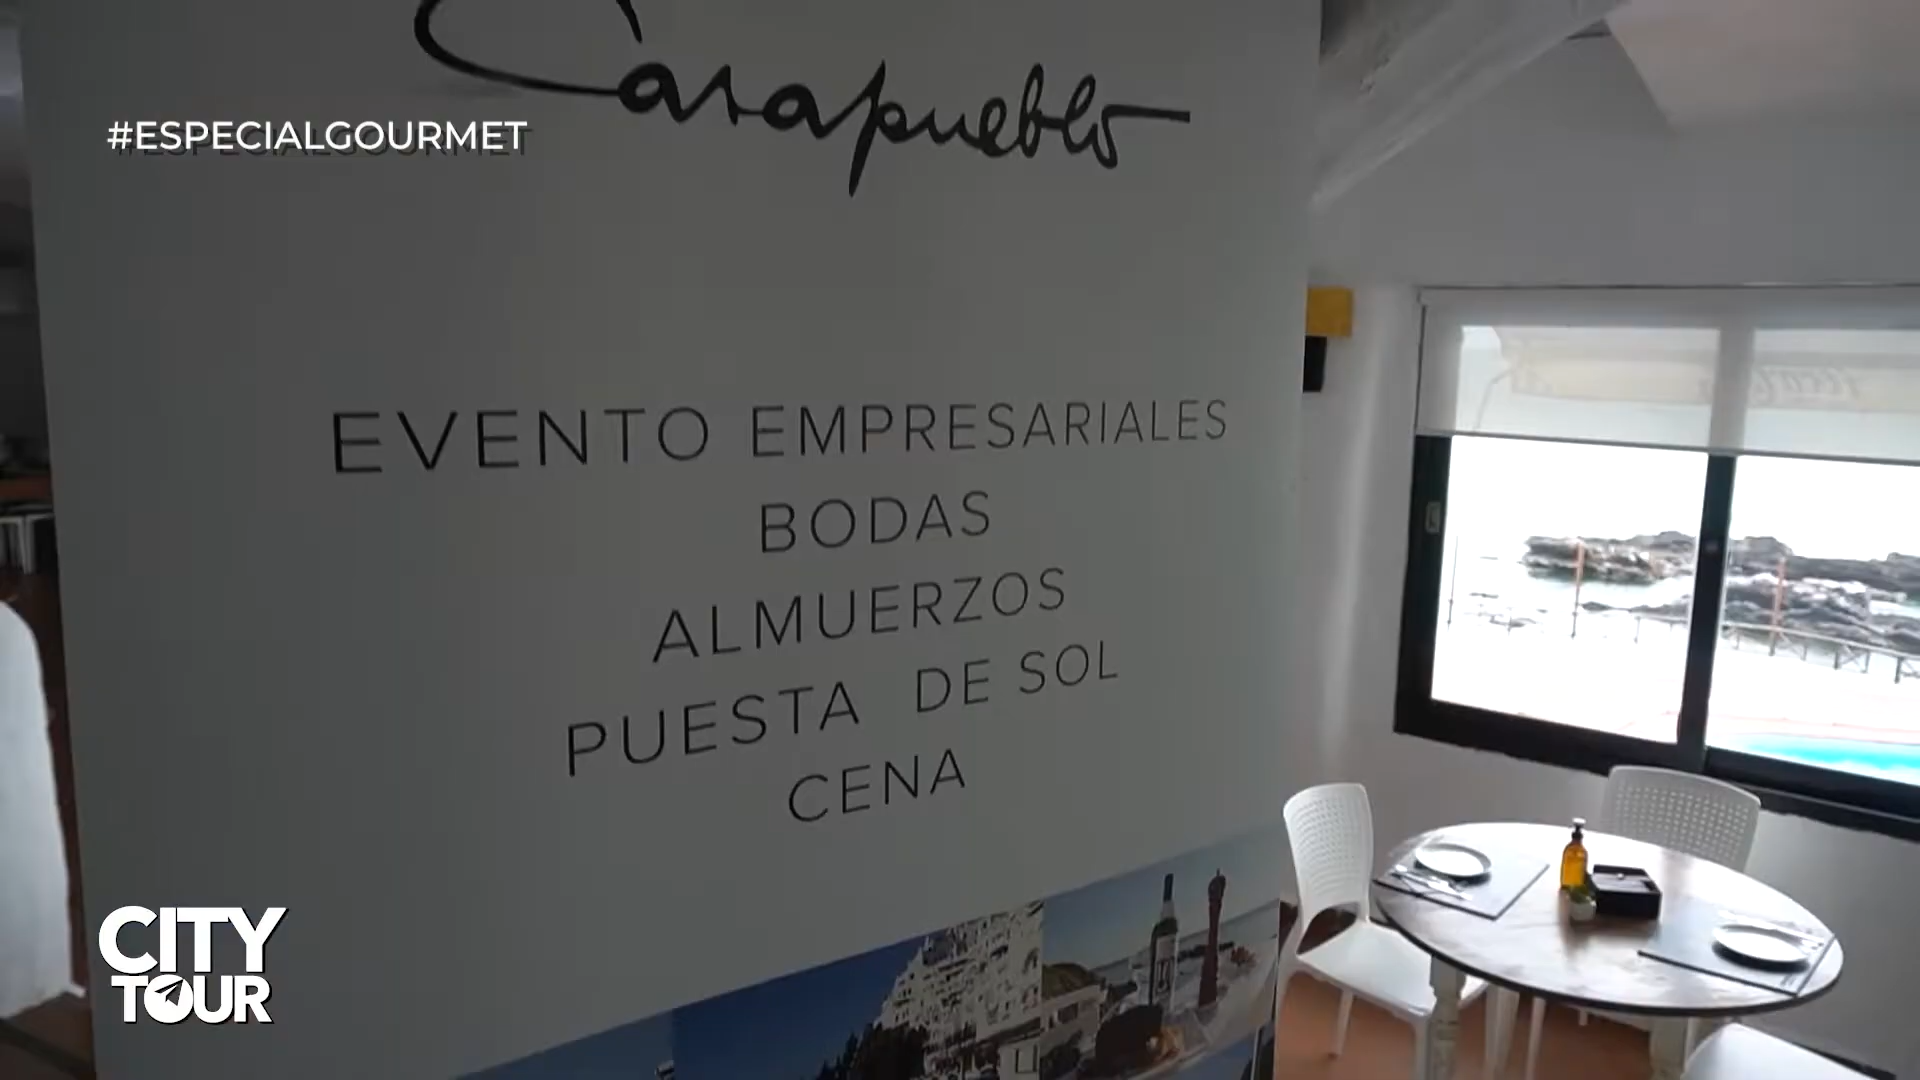 Casapueblo
#ESPECIALGOURMET
EVENTO EMPRESARIALES
BODAS
ALMUERZOS
PUESTA DE SOL
CENA
CITY
TOUR